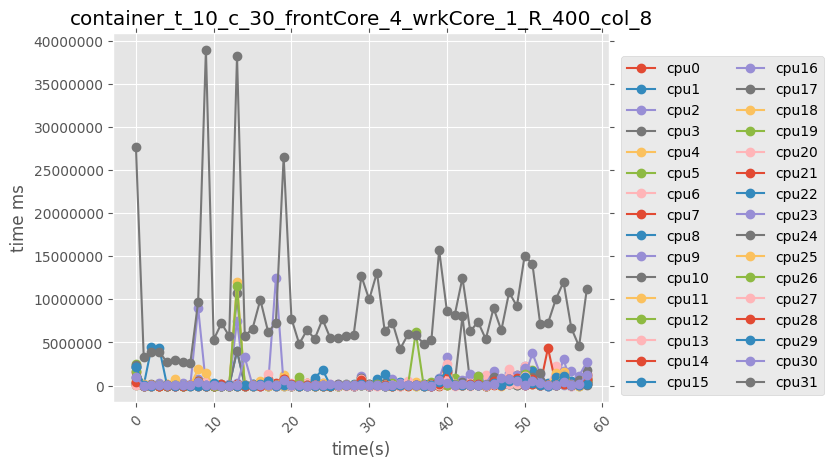 container_t_10_c_30_frontCore_4_wrkCore_1_R_400_col_8
40000000
35000000
30000000
25000000
20000000
15000000
10000000
5000000
0
time ms
0
10
20
30
40
50
60
time(s)
cpu0
cpu1
cpu2
cpu3
cpu4
cpu5
cpu6
cpu7
cpu8
cpu9
cpu10
cpu11
cpu12
cpu13
cpu14
cpu15
cpu16
cpu17
cpu18
cpu19
cpu20
cpu21
cpu22
cpu23
cpu24
cpu25
cpu26
cpu27
cpu28
cpu29
cpu30
cpu31